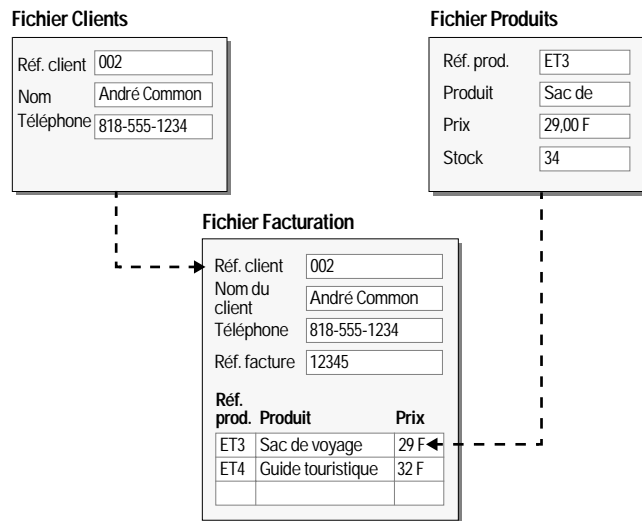 Fichier Clients
Réf. client 002
Nom André Common
Téléphone 818-555-1234
Fichier Produits
Réf. prod. ET3
Produit Sac de
Prix 29,00 F
Stock 34
Fichier Facturation
Réf. client 002
Nom du
client André Common
Téléphone 818-555-1234
Réf. facture 12345
Réf.
prod. Produit Prix
ET3 Sac de voyage 29 F
ET4 Guide touristique 32 F